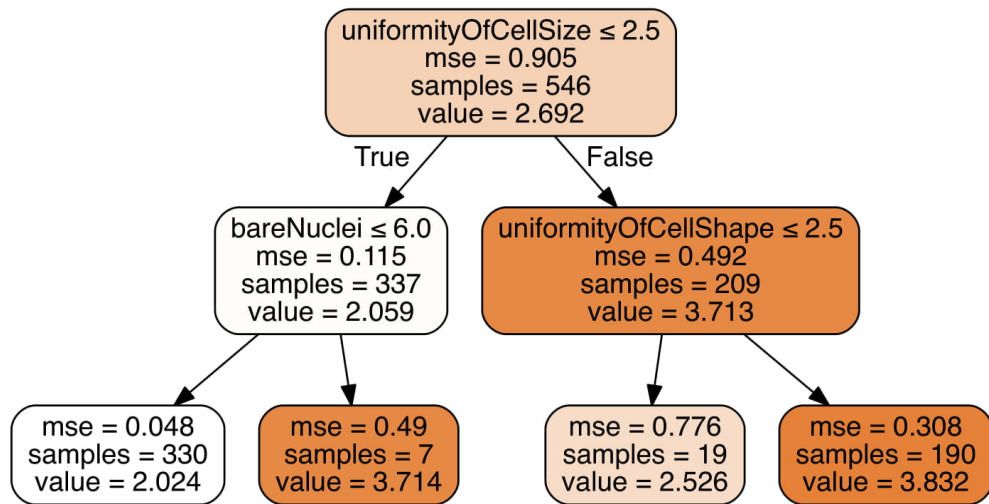 uniformityOfCellSize ≤ 2.5
mse = 0.905
samples = 546
value = 2.692
True
False
bareNuclei ≤ 6.0
mse = 0.115
samples = 337
value = 2.059
uniformityOfCellShape ≤ 2.5
mse = 0.492
samples = 209
value = 3.713
mse = 0.048
samples = 330
value = 2.024
mse = 0.49
samples = 7
value = 3.714
mse = 0.776
samples = 19
value = 2.526
mse = 0.308
samples = 190
value = 3.832